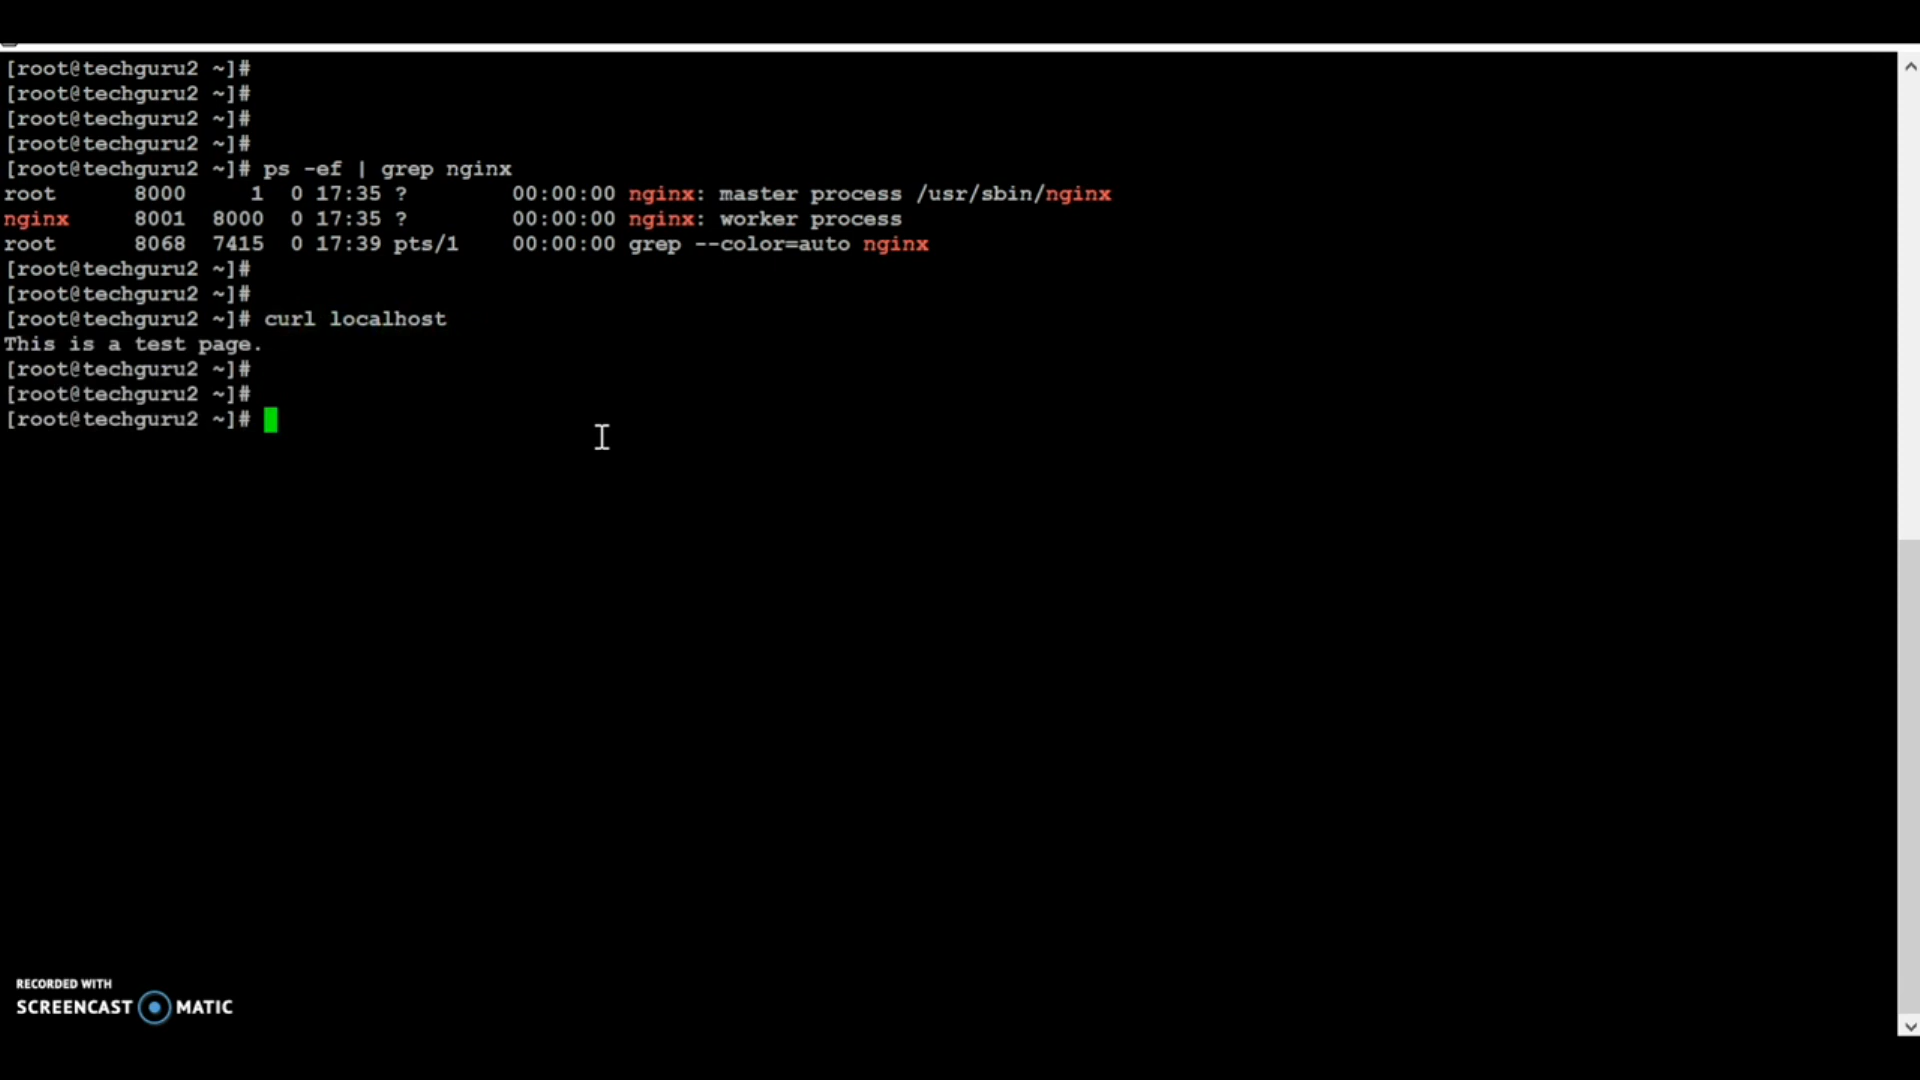 [root@techguru2 ~]#
[root@techguru2 ~]#
[root@techguru2 ~]#
[root@techguru2 ~]#
[root@techguru2 ~]# ps -ef | grep nginx
root      8000     1  0 17:35 ?        00:00:00 nginx: master process /usr/sbin/nginx
nginx     8001  8000  0 17:35 ?        00:00:00 nginx: worker process
root      8068  7415  0 17:39 pts/1    00:00:00 grep --color=auto nginx
[root@techguru2 ~]#
[root@techguru2 ~]#
[root@techguru2 ~]# curl localhost
This is a test page.
[root@techguru2 ~]#
[root@techguru2 ~]#
[root@techguru2 ~]#
RECORDED WITH
SCREENCAST MATIC